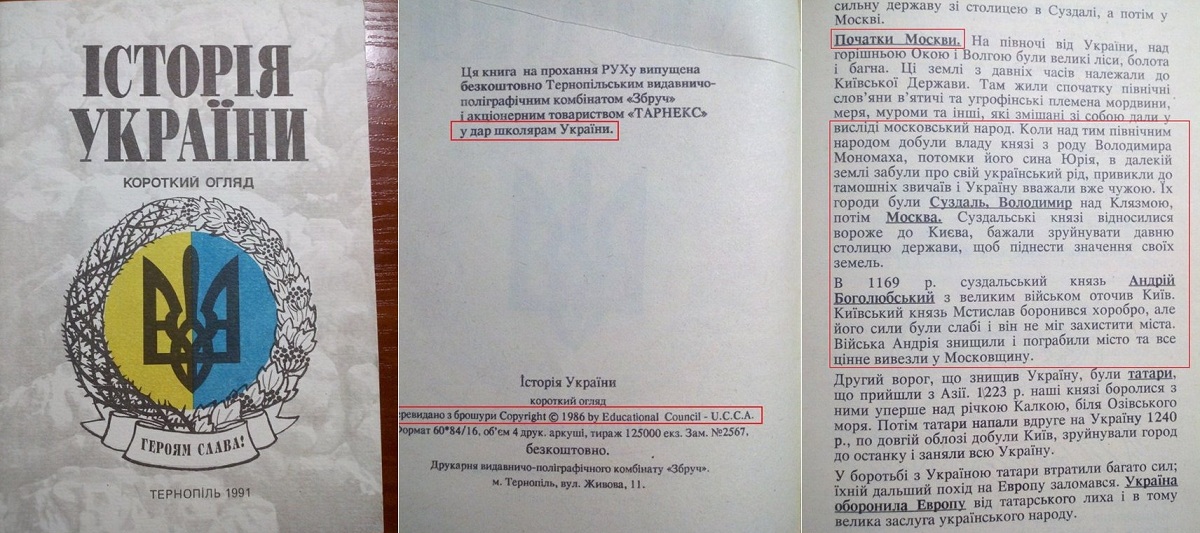 ІСТОРІЯ
УКРАЇНИ
КОРОТКИЙ ОГЛЯД
ГЕРОЯМ СЛАВА!
ТЕРНОПІЛЬ 1991
Ця книга на прохання РУХу випущена
безкоштовно Тернопільським видавничо-
поліграфічним комбінатом «Збруч»
і акціонерним товариством «ТАРНЕКС»
у дар школярам України.
Історія України
короткий огляд
еревидано з брошури Copyright © 1986 by Educational Council - U.C.C.A.
Формат 60*84/16, об'єм 4 друк. аркуші, тираж 125000 екз. Зам. №2567.
безкоштовно.
Друкарня видавничо-поліграфічного комбінату «Збруч».
м. Тернопіль, вул. Живова, 11.
сильну державу зі столицею в Суздалі, а потім у
Москві.
Початки Москви. На півночі від України, над
горішньою Окою і Волгою були великі ліси, болота
і багна. Ці землі з давніх часів належали до
Київської Держави. Там жили спочатку північні
слов'яни в'ятичі та угрофінські племена мордвини,
меря, муроми та інші, які змішані зі собою дали у
висліді московський народ. Коли над тим північним
народом добули владу князі з роду Володимира
Мономаха, потомки його сина Юрія, в далекій
землі забули про свій український рід, привикли до
тамошніх звичаїв і Україну вважали вже чужою. Їх
городи були Суздаль, Володимир над Клязмою,
потім Москва. Суздальські князі відносилися
вороже до Києва, бажали зруйнувати давню
столицю держави, щоб піднести значення своїх
земель.
В 1169 р. суздальський князь Андрій
Боголюбський з великим військом оточив Київ.
Київський князь Мстислав боронився хоробро, але
його сили були слабі і він не міг захистити міста.
Війська Андрія знищили і пограбили місто та все
цінне вивезли у Московщину.
Другий ворог, що знищив Україну, були татари,
що прийшли з Азії. 1223 р. наші князі боролися з
ними уперше над річкою Калкою, біля Озівського
моря. Потім татари напали вдруге на Україну 1240
р., по довгій облозі добули Київ, зруйнували город
до останку і заняли всю Україну.
У боротьбі з Україною татари втратили багато сил;
їхній дальший похід на Европу заломався. Україна
оборонила Европу від татарського лиха і в тому
велика заслуга українського народу.